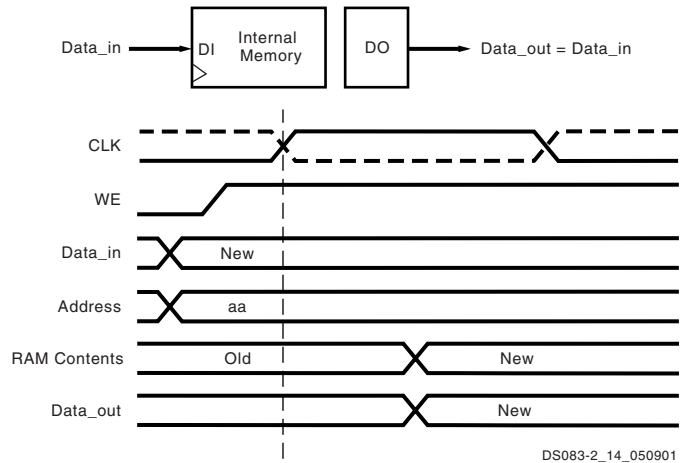 Data_in DI Internal Memory DO Data_out = Data_in
CLK
WE
Data_in New
Address aa
RAM Contents Old New
Data_out New
DS083-2_14_050901